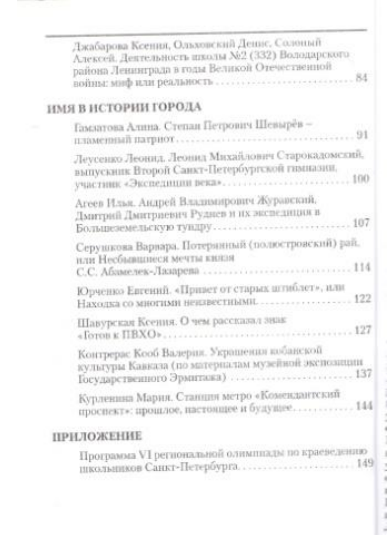 Джабарова Ксения, Ольховский Денис, Солоный
Алексей. Деятельность школы №2 (332) Володарского
района Ленинграда в годы Великой Отечественной
войны: миф или реальность 84
ИМЯ В ИСТОРИИ ГОРОДА
Гамзатова Алина. Степан Петрович Шевырёв –
пламенный патриот 91
Леусенко Леонид. Леонид Михайлович Старокадомский,
выпускник Второй Санкт-Петербургской гимназии,
участник «Экспедиции века» 100
Агеев Илья. Андрей Владимирович Журавский,
Дмитрий Дмитриевич Руднев и их экспедиция в
Большеземельскую тундру 107
Серушкова Варвара. Потерянный (полюстровский) рай,
или Несбывшиеся мечты князя
С.С. Абамелек-Лазарева 114
Юрченко Евгений. «Привет от старых штиблет», или
Находка со многими неизвестными. 122
Шавурская Ксения. О чем рассказал знак
«Готов к ПВХО» 127
Контрерас Кооб Валерия. Украшения кобанской
культуры Кавказа (по материалам музейной экспозиции
Государственного Эрмитажа) 137
Курленина Мария. Станция метро «Комендантский
проспект»: прошлое, настоящее и будущее 144
ПРИЛОЖЕНИЕ
Программа VI региональной олимпиады по краеведению
школьников Санкт-Петербурга. 149